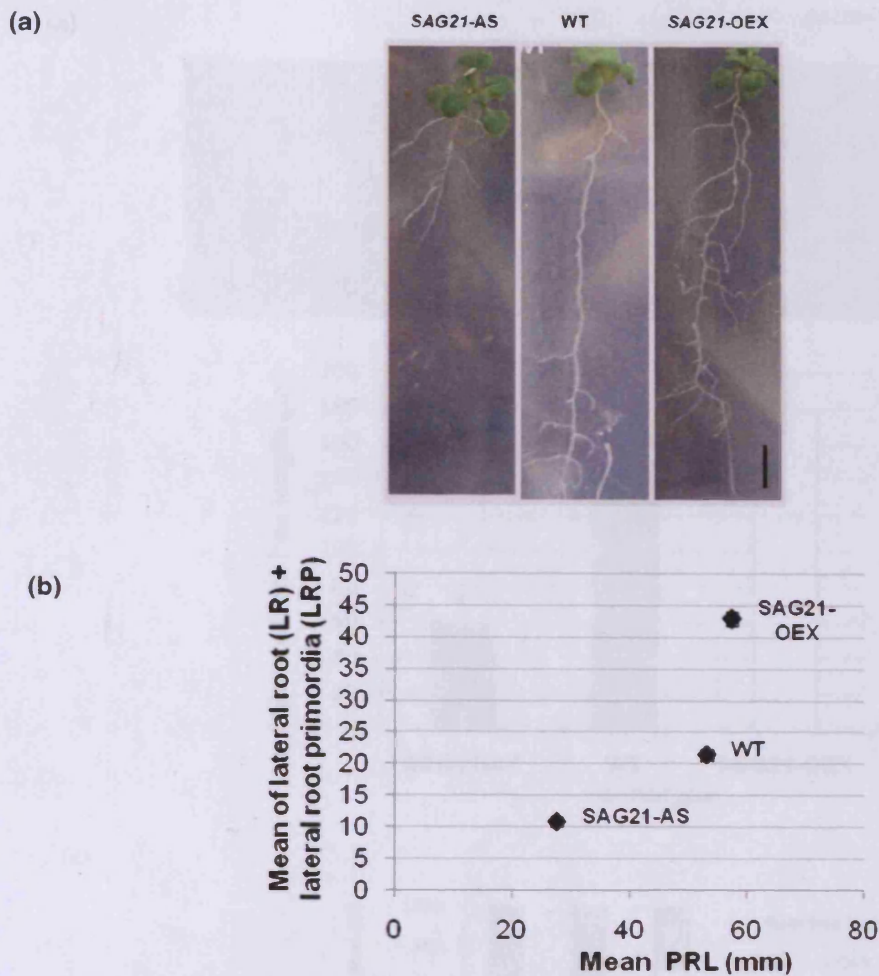 (a)
SAG21-AS WT SAG21-OEX
(b)
Mean of lateral root (LR) +
lateral root primordia (LRP)
50
45
40
35
30
25
20
15
10
5
0
SAG21-
OEX
WT
SAG21-AS
0 20 40 60 80
Mean PRL (mm)